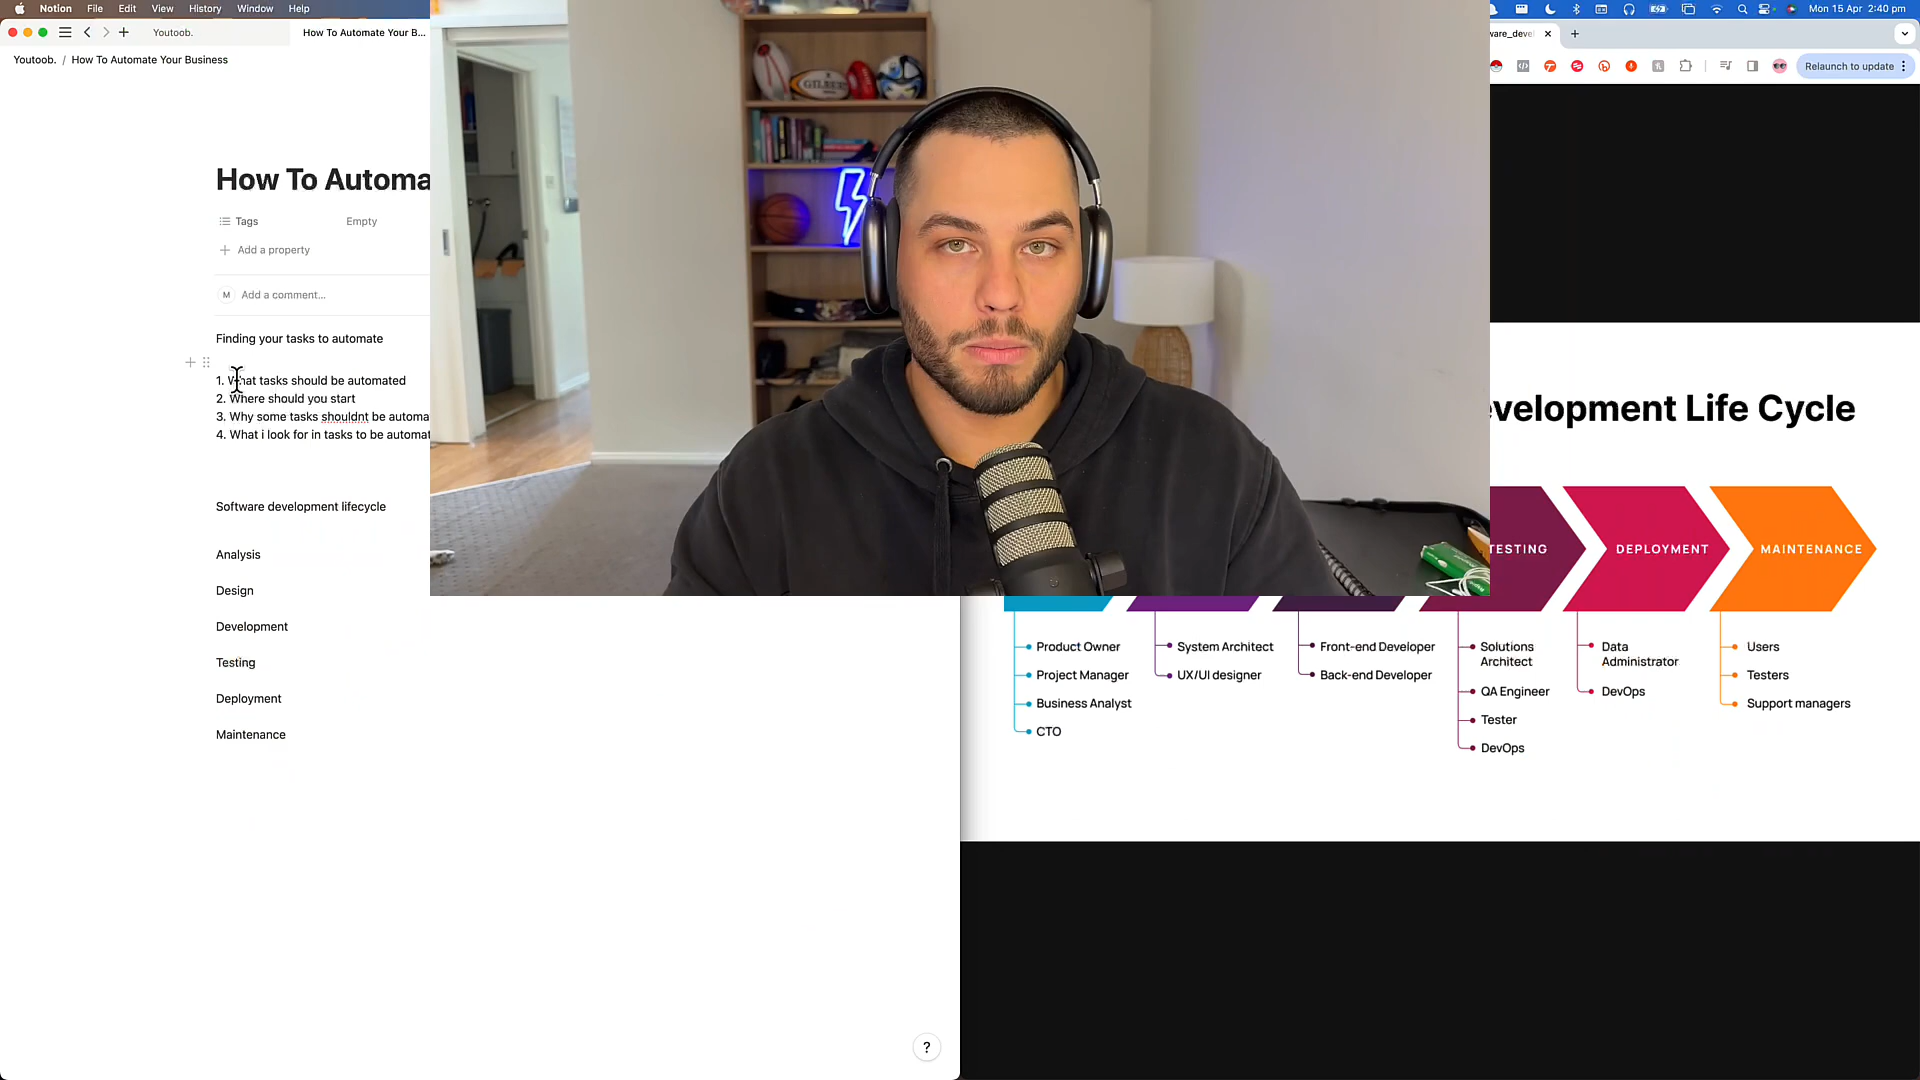 Notion File Edit View History Window Help
Mon 15 Apr 2:40 pm
Youtoob.
How To Automate Your B...
Youtoob. / How To Automate Your Business
Relaunch to update
How To Automa
Tags Empty
Add a property
M Add a comment...
Finding your tasks to automate
1. What tasks should be automated
2. Where should you start
3. Why some tasks shouldnt be automa
4. What i look for in tasks to be automat
Software development lifecycle
Analysis
Design
Development
Testing
Deployment
Maintenance
?
GILBERT
evelopment Life Cycle
TESTING
DEPLOYMENT
MAINTENANCE
Product Owner
Project Manager
Business Analyst
CTO
System Architect
UX/UI designer
Front-end Developer
Back-end Developer
Solutions
Architect
QA Engineer
Tester
DevOps
Data
Administrator
DevOps
Users
Testers
Support managers